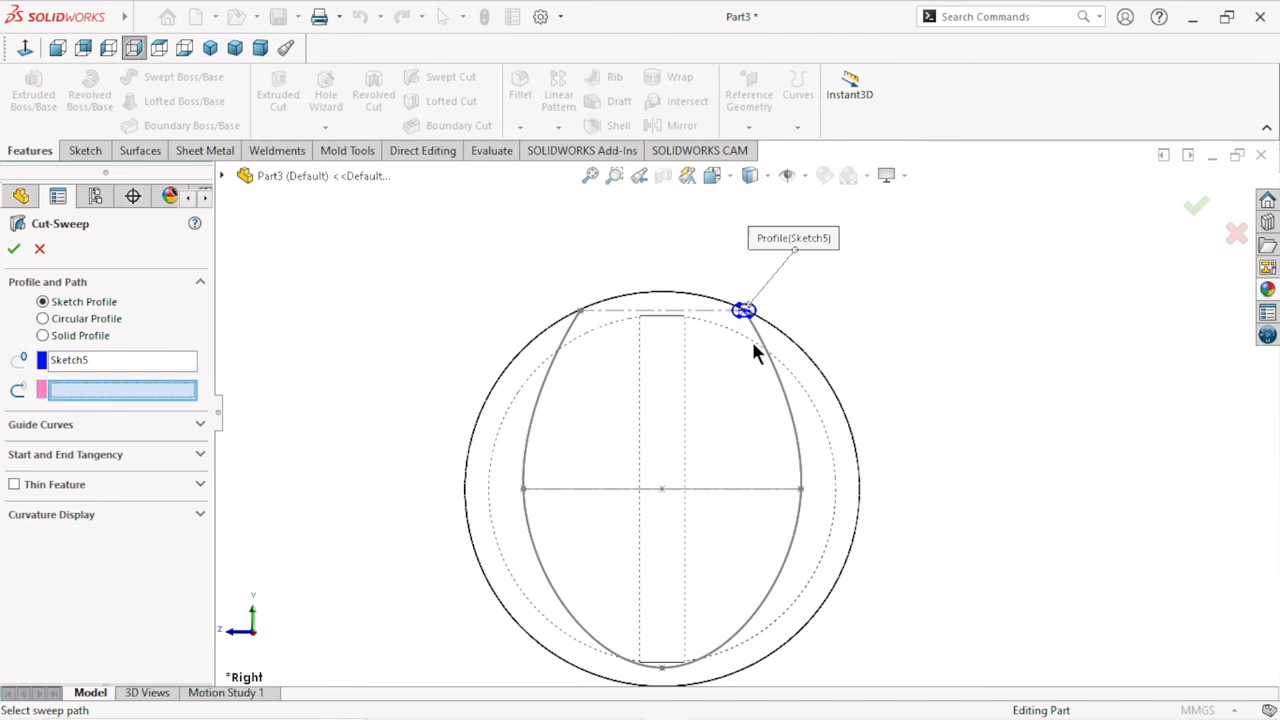 SOLIDWORKS
Part3 *
Search Commands
Extruded Boss/Base
Revolved Boss/Base
Swept Boss/Base
Lofted Boss/Base
Boundary Boss/Base
Extruded Cut
Hole Wizard
Revolved Cut
Swept Cut
Lofted Cut
Boundary Cut
Fillet
Linear Pattern
Rib
Draft
Shell
Wrap
Intersect
Mirror
Reference Geometry
Curves
Instant3D
Features
Sketch
Surfaces
Sheet Metal
Weldments
Mold Tools
Direct Editing
Evaluate
SOLIDWORKS Add-Ins
SOLIDWORKS CAM
Part3 (Default) <<Default...
Cut-Sweep
Profile and Path
Sketch Profile
Circular Profile
Solid Profile
Sketch5
Guide Curves
Start and End Tangency
Thin Feature
Curvature Display
Profile(Sketch5)
Y
Z
*Right
Model
3D Views
Motion Study 1
Select sweep path
Editing Part
MMGS